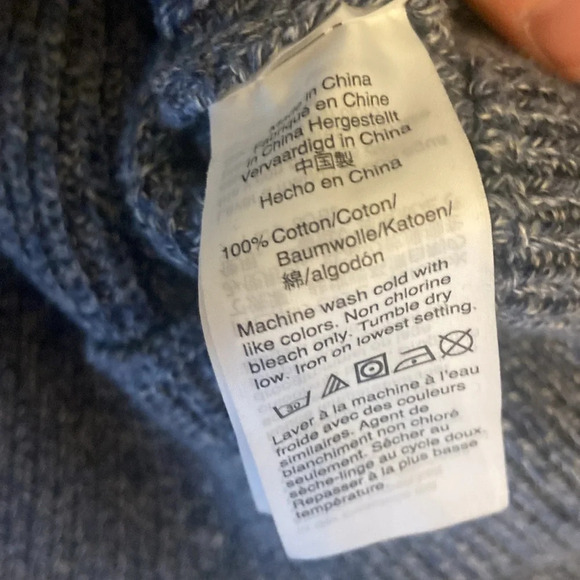 Made in China
Fabriqué en Chine
in China Hergestellt
vervaardigd in China
中国製
Hecho en China
100% Cotton/Coton/
Baumwolle/Katoen/
綿/algodón
Machine wash cold with
like colors. Non chlorine
bleach only. Tumble dry
low. Iron on lowest setting.
30
Laver à la machine à l'eau
froide avec des couleurs
similaires. Agent de
blanchiment non chloré
seulement. Sécher au
sèche-linge au cycle doux.
Repasser à la plus basse
température.